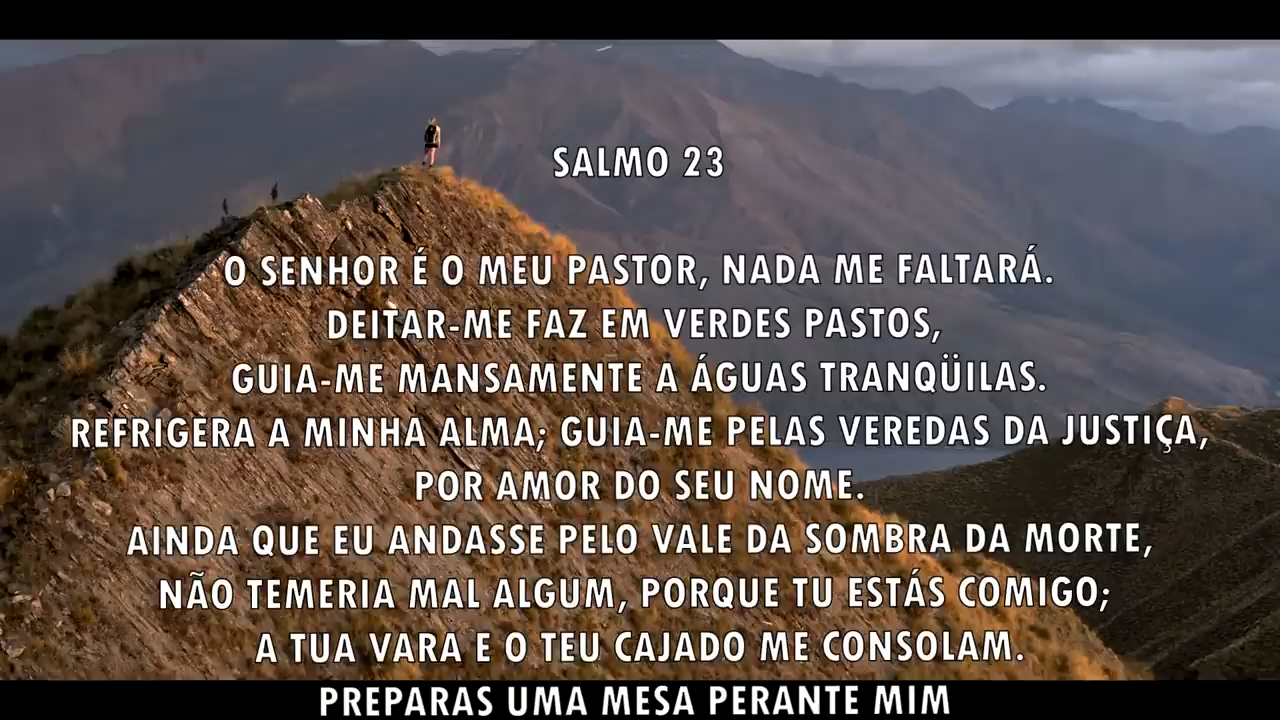 SALMO 23
O SENHOR É O MEU PASTOR, NADA ME FALTARÁ.
DEITAR-ME FAZ EM VERDES PASTOS,
GUIA-ME MANSAMENTE A ÁGUAS TRANQÜILAS.
REFRIGERA A MINHA ALMA; GUIA-ME PELAS VEREDAS DA JUSTIÇA,
POR AMOR DO SEU NOME.
AINDA QUE EU ANDASSE PELO VALE DA SOMBRA DA MORTE,
NÃO TEMERIA MAL ALGUM, PORQUE TU ESTÁS COMIGO;
A TUA VARA E O TEU CAJADO ME CONSOLAM.
PREPARAS UMA MESA PERANTE MIM